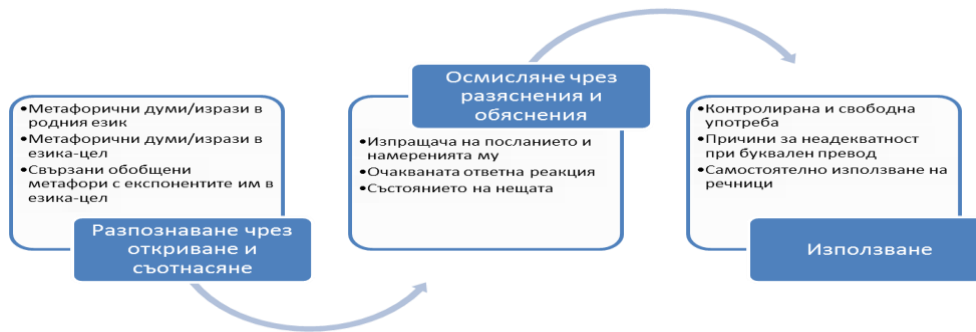 •Метафорични думи/изрази в
родния език
•Метафорични думи/изрази в
езика-цел
•Свързани обобщени
метафори с експонентите им в
езика-цел
Разпознаване чрез
откриване и
съотнасяне
Осмисляне чрез
разяснения и
обяснения
•Изпращача на посланието и
намеренията му
•Очакваната ответна реакция
•Състоянието на нещата
•Контролирана и свободна
употреба
•Причини за неадекватност
при буквален превод
•Самостоятелно използване на
речници
Използване